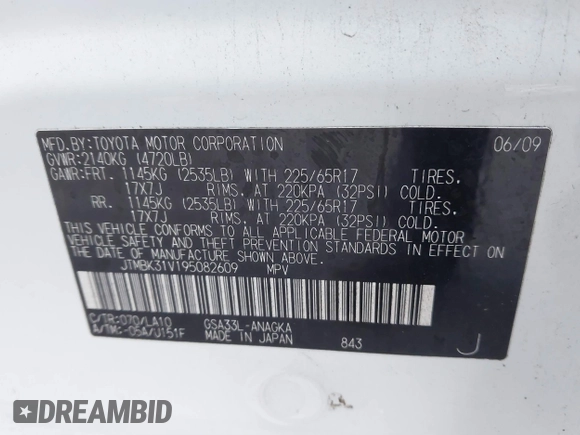 MFD.BY:TOYOTA MOTOR CORPORATION 06/09
GVWR:2140KG (4720LB)
GAWR:FRT. 1145KG (2535LB) WITH 225/65R17 TIRES.
17X7J RIMS. AT 220KPA (32PSI) COLD.
RR. 1145KG (2535LB) WITH 225/65R17 TIRES.
17X7J RIMS. AT 220KPA (32PSI) COLD.
THIS VEHICLE CONFORMS TO ALL APPLICABLE FEDERAL MOTOR
VEHICLE SAFETY AND THEFT PREVENTION STANDARDS IN EFFECT
ON THE DATE OF MANUFACTURE SHOWN ABOVE.
JTMBK31V195082609 MPV
C/TR:070/LA10 GSA33L-ANAGKA
A/TM:-05A/U151F MADE IN JAPAN 843 J
DREAMBID